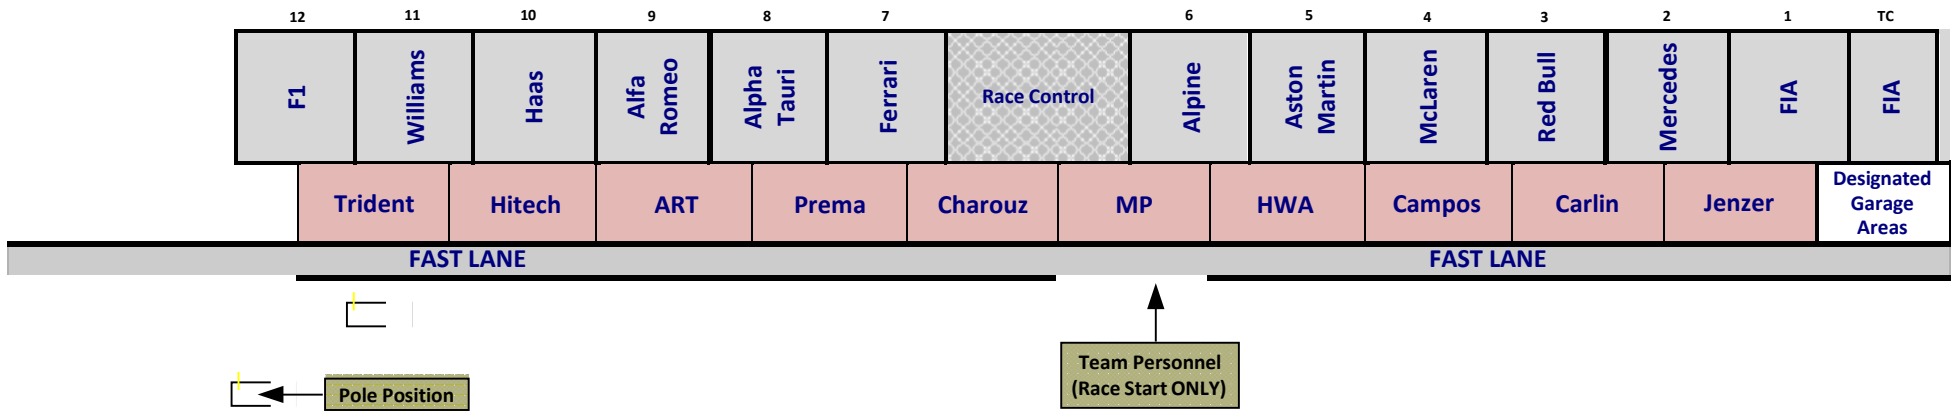 12 11 10 9 8 7 6 5 4 3 2 1 TC
F1
Williams
Haas
Alfa
Romeo
Alpha
Tauri
Ferrari
Race Control
Alpine
Aston
Martin
McLaren
Red Bull
Mercedes
FIA
FIA
Trident
Hitech
ART
Prema
Charouz
MP
HWA
Campos
Carlin
Jenzer
Designated
Garage
Areas
FAST LANE
FAST LANE
Team Personnel
(Race Start ONLY)
Pole Position